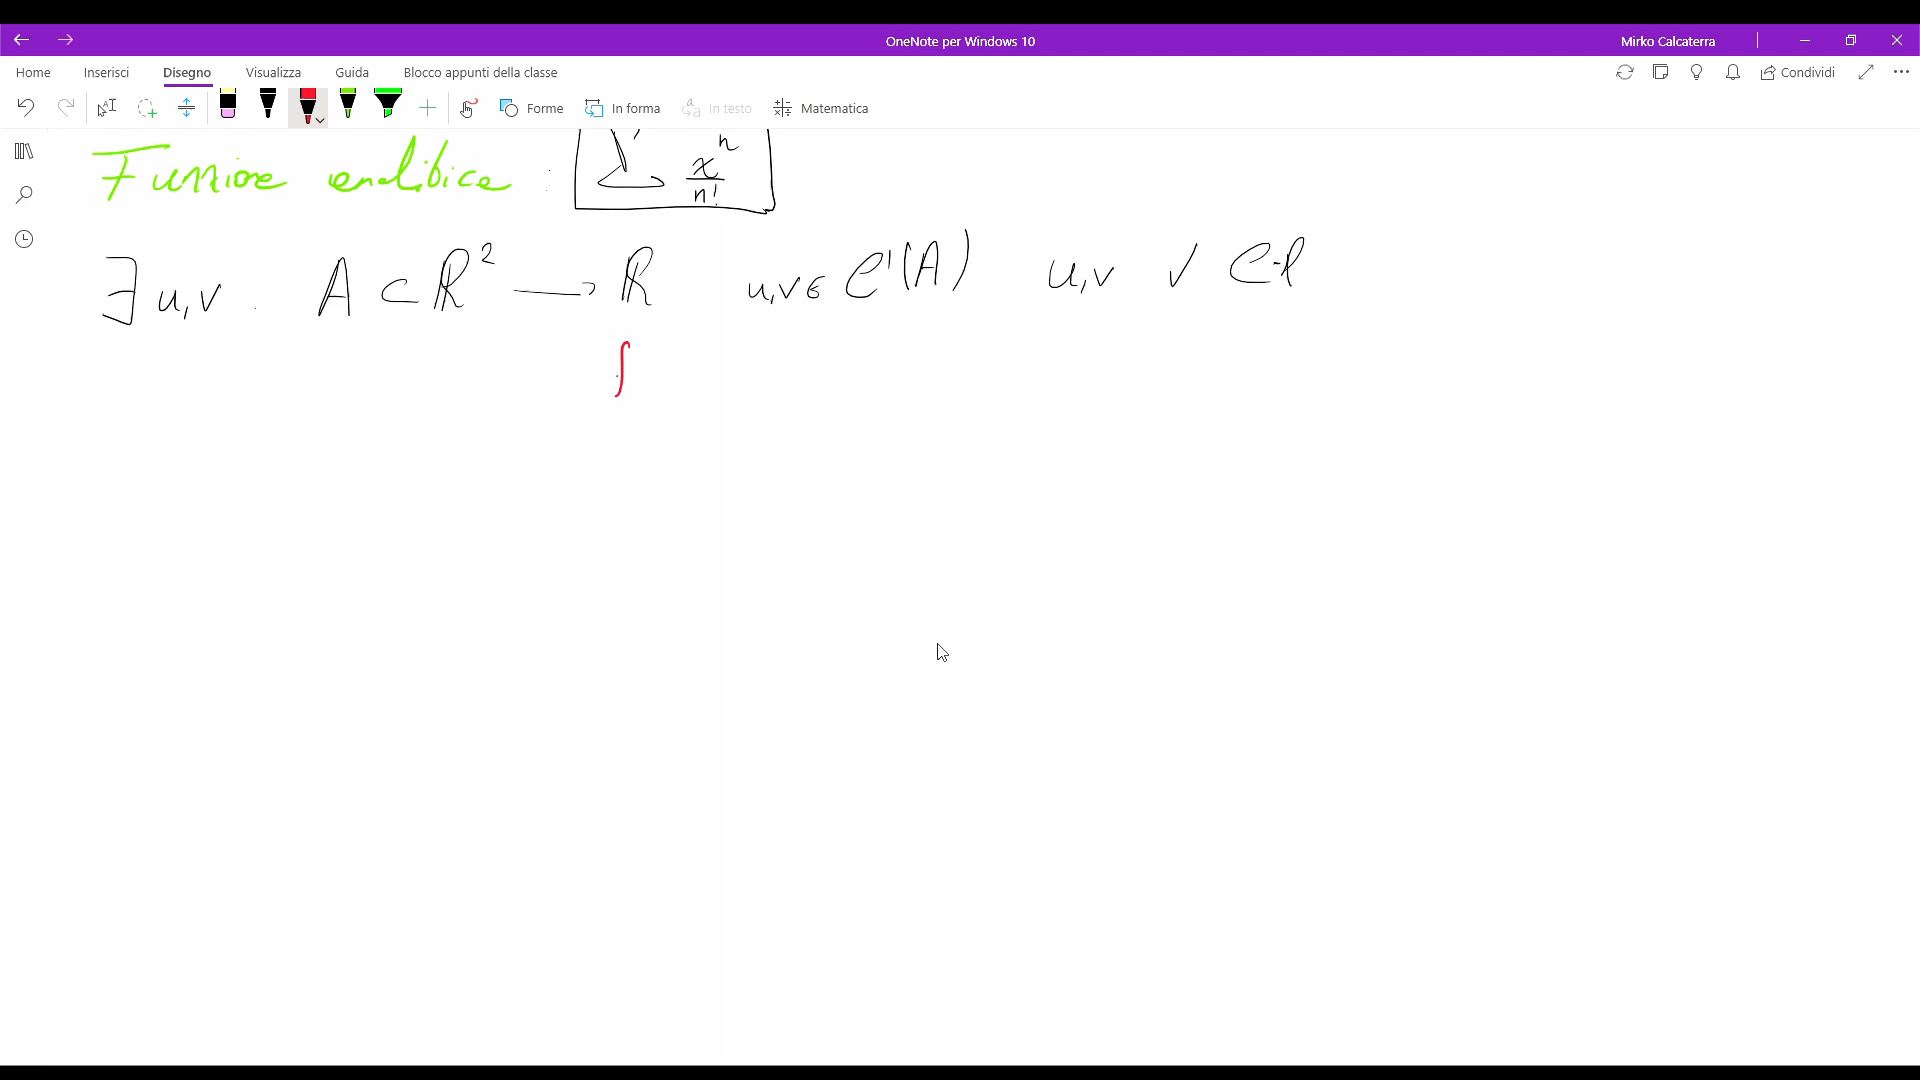 OneNote per Windows 10
Mirko Calcaterra
Home Inserisci Disegno Visualizza Guida Blocco appunti della classe
Condividi
Forme In forma In testo Matematica
Funzione analitica : ∑ xⁿ/n!
∃ u,v : A ⊂ ℝ² → ℝ u,v ∈ C¹(A) u,v ✓ C-R
∫